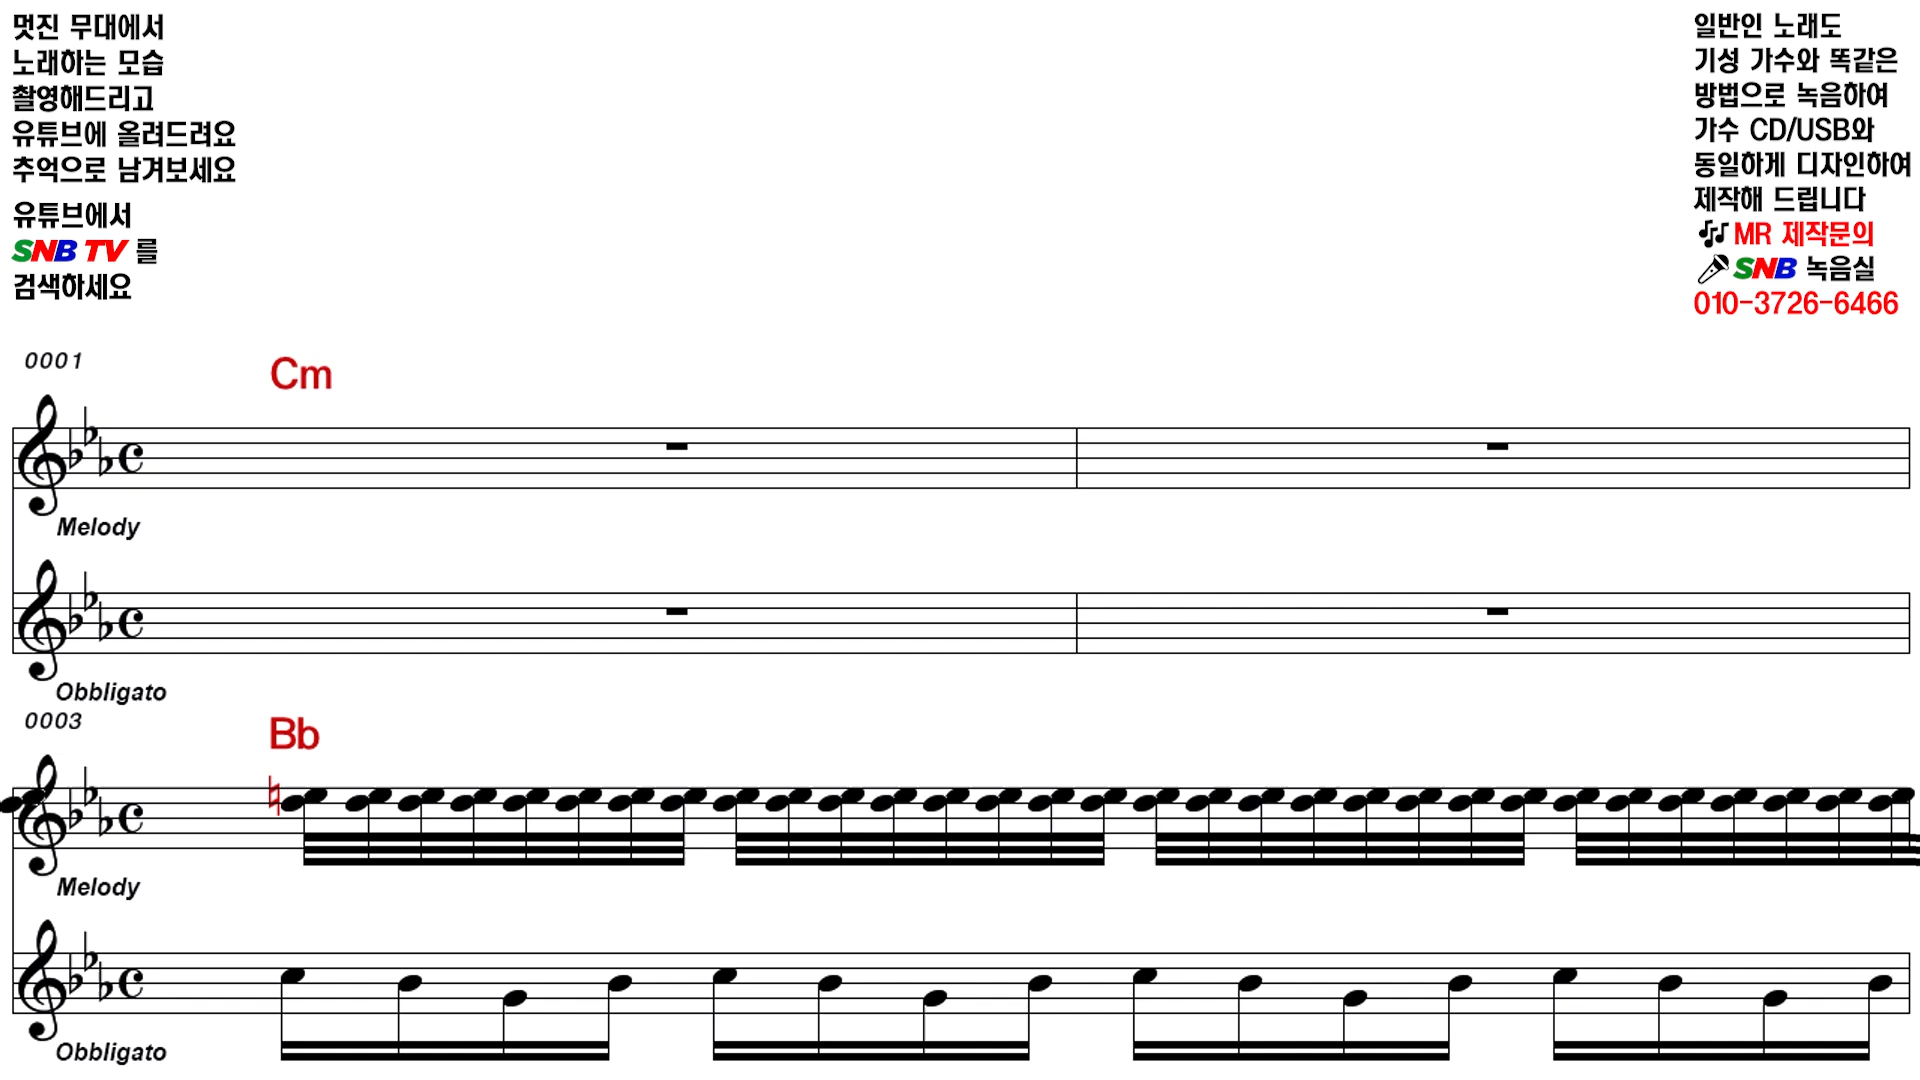 멋진 무대에서
노래하는 모습
촬영해드리고
유튜브에 올려드려요
추억으로 남겨보세요
유튜브에서
SNB TV 를
검색하세요
일반인 노래도
기성 가수와 똑같은
방법으로 녹음하여
가수 CD/USB와
동일하게 디자인하여
제작해 드립니다
MR 제작문의
SNB 녹음실
010-3726-6466
0001
Cm
Melody
Obbligato
0003
Bb
Melody
Obbligato